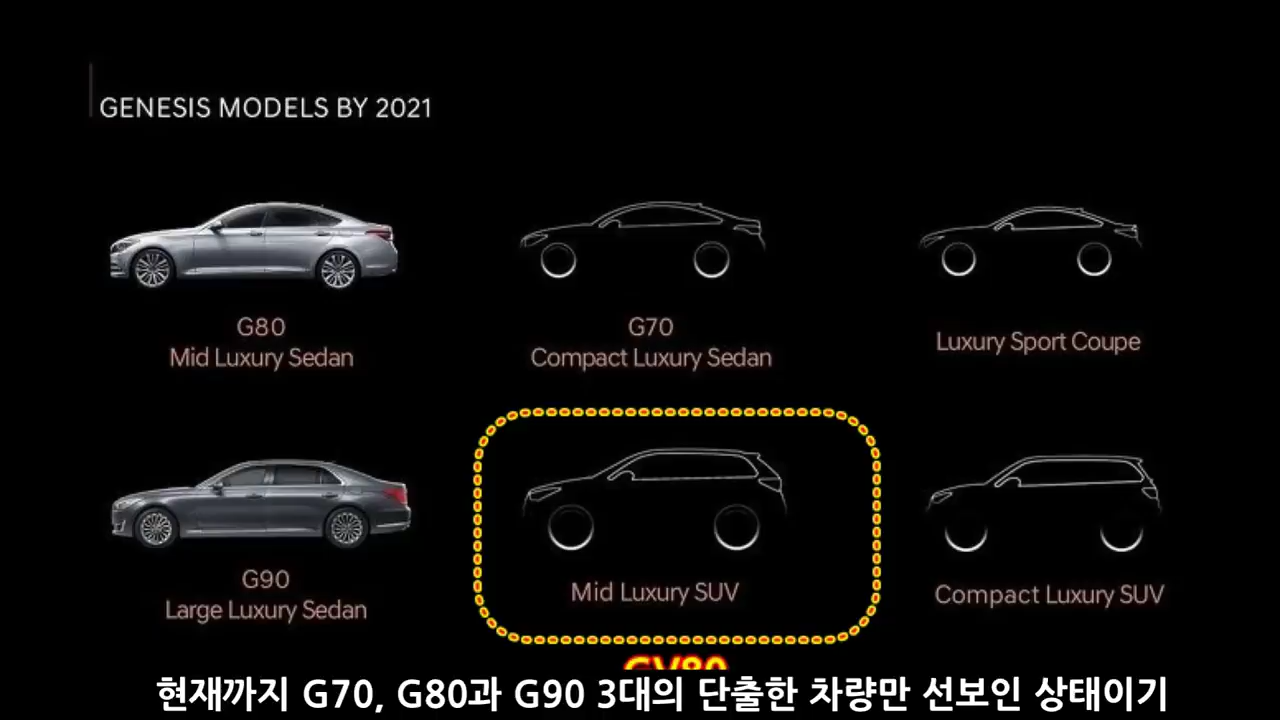 GENESIS MODELS BY 2021
G80
Mid Luxury Sedan
G70
Compact Luxury Sedan
Luxury Sport Coupe
G90
Large Luxury Sedan
Mid Luxury SUV
Compact Luxury SUV
GV80
현재까지 G70, G80과 G90 3대의 단출한 차량만 선보인 상태이기